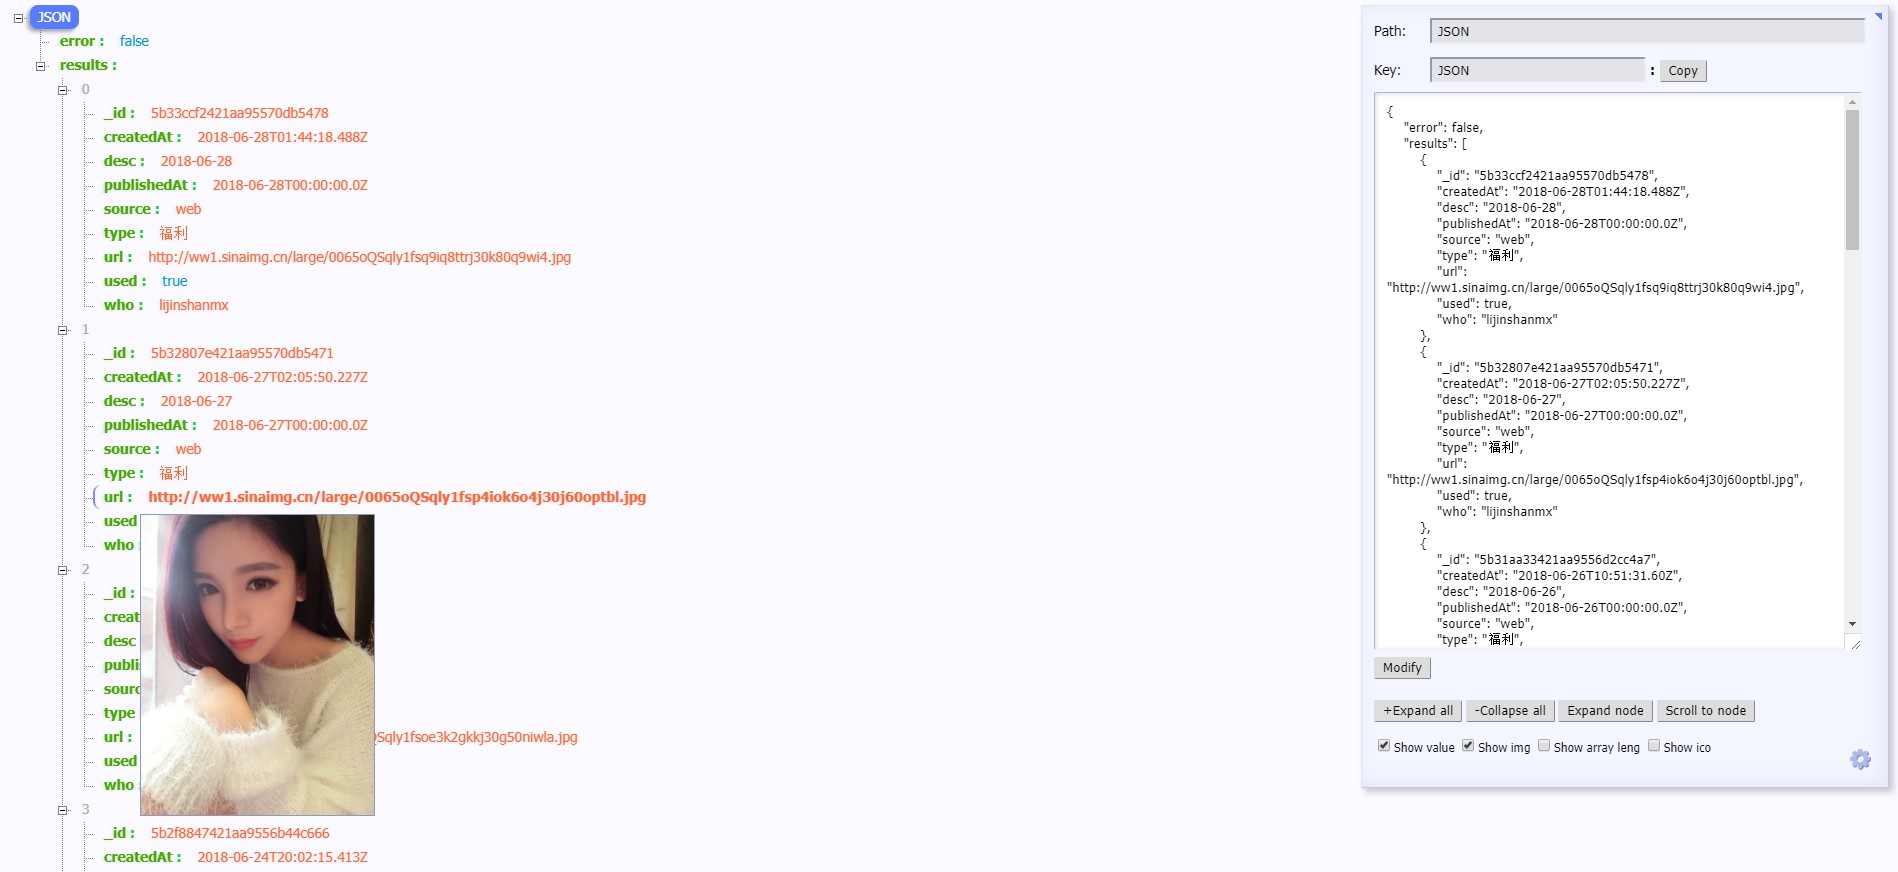 JSON
error : false
results :
0
_id : 5b33ccf2421aa95570db5478
createdAt : 2018-06-28T01:44:18.488Z
desc : 2018-06-28
publishedAt : 2018-06-28T00:00:00.0Z
source : web
type : 福利
url : http://ww1.sinaimg.cn/large/0065oQSqly1fsq9iq8ttrj30k80q9wi4.jpg
used : true
who : lijinshanmx
1
_id : 5b32807e421aa95570db5471
createdAt : 2018-06-27T02:05:50.227Z
desc : 2018-06-27
publishedAt : 2018-06-27T00:00:00.0Z
source : web
type : 福利
url : http://ww1.sinaimg.cn/large/0065oQSqly1fsp4iok6o4j30j60optbl.jpg
used
who :
2
_id :
creat
desc
publi
sourc
type
url : QSqly1fsoe3k2gkkj30g50niwla.jpg
used
who :
3
_id : 5b2f8847421aa9556b44c666
createdAt : 2018-06-24T20:02:15.413Z
Path: JSON
Key: JSON : Copy
{
"error": false,
"results": [
{
"_id": "5b33ccf2421aa95570db5478",
"createdAt": "2018-06-28T01:44:18.488Z",
"desc": "2018-06-28",
"publishedAt": "2018-06-28T00:00:00.0Z",
"source": "web",
"type": "福利",
"url":
"http://ww1.sinaimg.cn/large/0065oQSqly1fsq9iq8ttrj30k80q9wi4.jpg",
"used": true,
"who": "lijinshanmx"
},
{
"_id": "5b32807e421aa95570db5471",
"createdAt": "2018-06-27T02:05:50.227Z",
"desc": "2018-06-27",
"publishedAt": "2018-06-27T00:00:00.0Z",
"source": "web",
"type": "福利",
"url":
"http://ww1.sinaimg.cn/large/0065oQSqly1fsp4iok6o4j30j60optbl.jpg",
"used": true,
"who": "lijinshanmx"
},
{
"_id": "5b31aa33421aa9556d2cc4a7",
"createdAt": "2018-06-26T10:51:31.60Z",
"desc": "2018-06-26",
"publishedAt": "2018-06-26T00:00:00.0Z",
"source": "web",
"type": "福利",
Modify
+Expand all -Collapse all Expand node Scroll to node
Show value Show img Show array leng Show ico